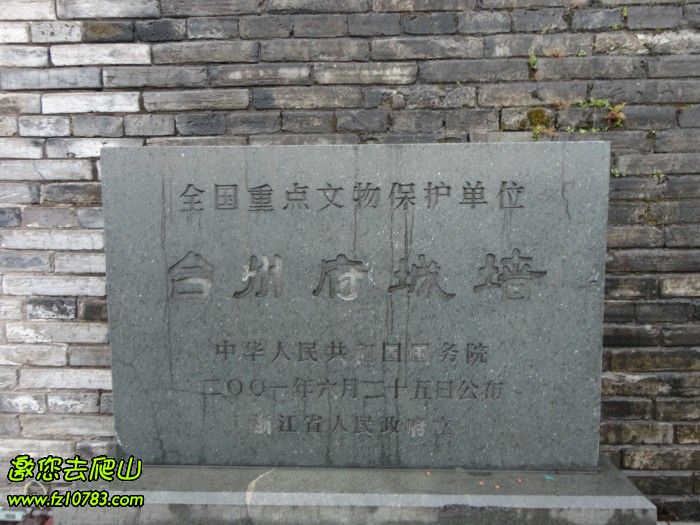 全国重点文物保护单位
台州府城墙
中华人民共和国国务院
二〇〇一年六月二十五日公布
浙江省人民政府立
邀您去爬山
www.fz10783.com